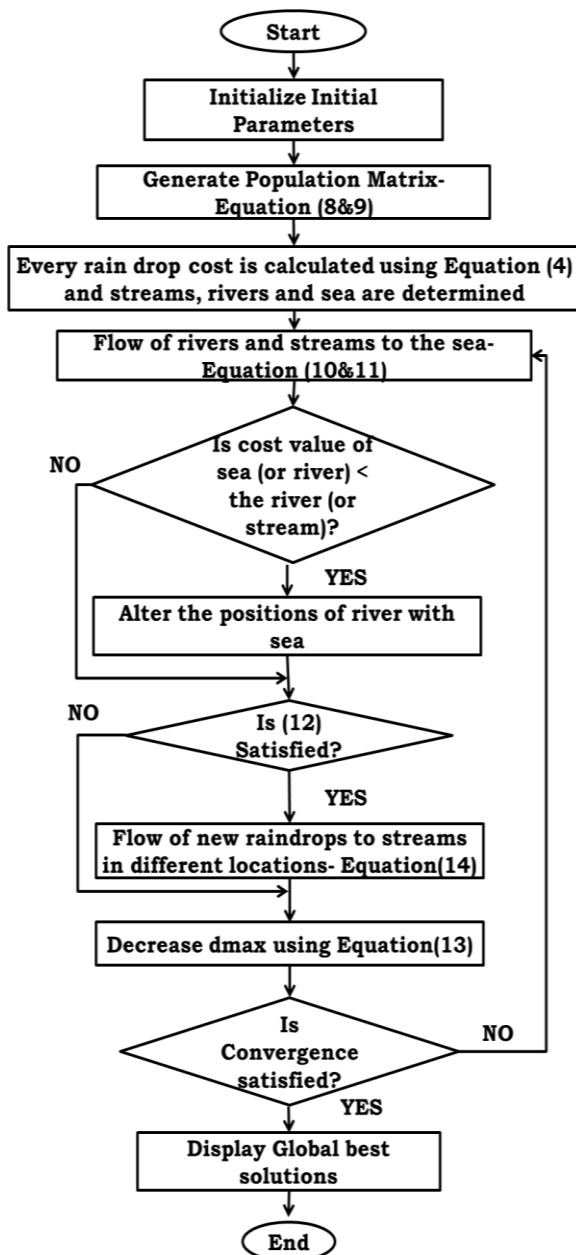 Start
Initialize Initial
Parameters
Generate Population Matrix-
Equation (8&9)
Every rain drop cost is calculated using Equation (4)
and streams, rivers and sea are determined
Flow of rivers and streams to the sea-
Equation (10&11)
Is cost value of
sea (or river) <
the river (or
stream)?
NO
YES
Alter the positions of river with
sea
NO
Is (12)
Satisfied?
YES
Flow of new raindrops to streams
in different locations- Equation(14)
Decrease dmax using Equation(13)
Is
Convergence
satisfied?
NO
YES
Display Global best
solutions
End